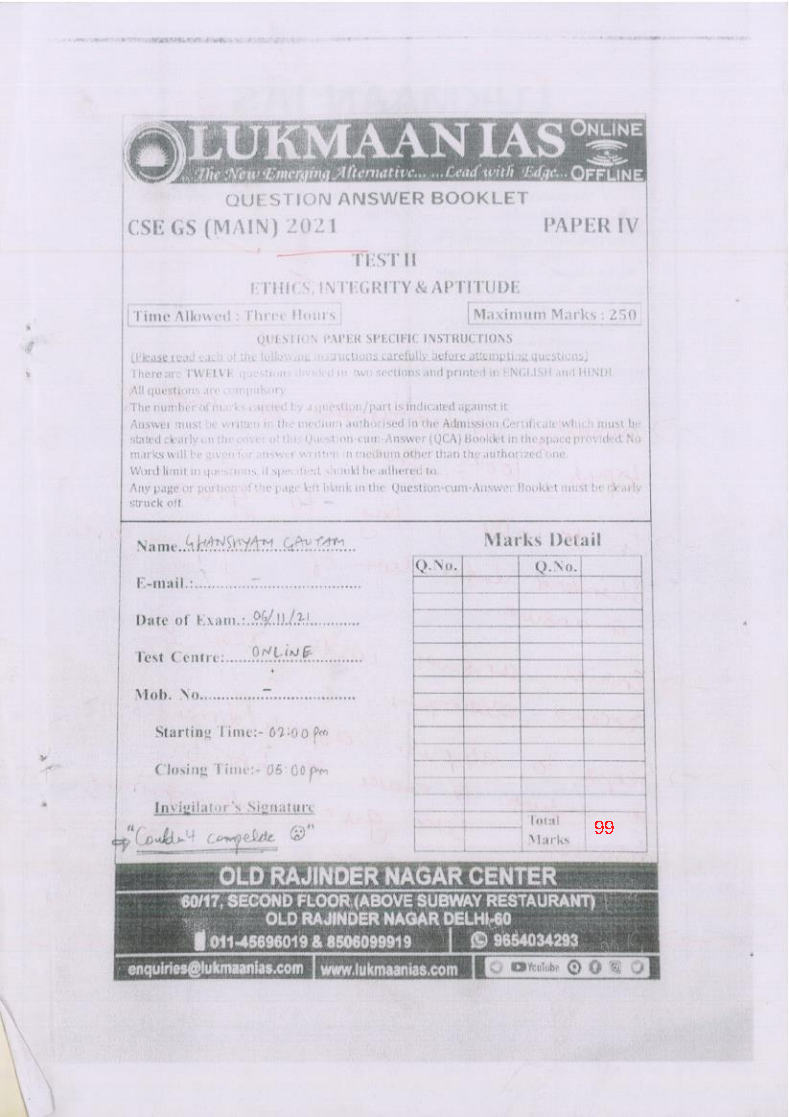 LUKMAAN IAS ONLINE
OFFLINE
...The New Emerging Alternative... ...Lead with Edge...
QUESTION ANSWER BOOKLET
CSE GS (MAIN) 2021 PAPER IV
TEST II
ETHICS, INTEGRITY & APTITUDE
Time Allowed : Three Hours Maximum Marks : 250
QUESTION PAPER SPECIFIC INSTRUCTIONS
(Please read each of the following instructions carefully before attempting questions)
There are TWELVE questions divided in two sections and printed in ENGLISH and HINDI.
All questions are compulsory
The number of marks carried by a question/part is indicated against it
Answer must be written in the medium authorised in the Admission Certificate which must be
stated clearly on the cover of this Question-cum-Answer (QCA) Booklet in the space provided. No
marks will be given for answer written in medium other than the authorized one.
Word limit in questions, if specified, should be adhered to.
Any page or portion of the page left blank in the Question-cum-Answer Booklet must be clearly
struck off.
Name..GHANSHYAM GAUTAM
E-mail.:.... -
Date of Exam.:..06/11/21
Test Centre:......ONLINE
Mob. No...... -
Starting Time:- 02:00 pm
Closing Time:- 05:00 pm
Invigilator's Signature
⇒ "Couldn't compelde ☹"
Marks Detail
Q.No. Q.No.
Total
Marks 99
OLD RAJINDER NAGAR CENTER
60/17, SECOND FLOOR (ABOVE SUBWAY RESTAURANT)
OLD RAJINDER NAGAR DELHI-60
011-45696019 & 8506099919 9654034293
enquiries@lukmaanias.com www.lukmaanias.com YouTube